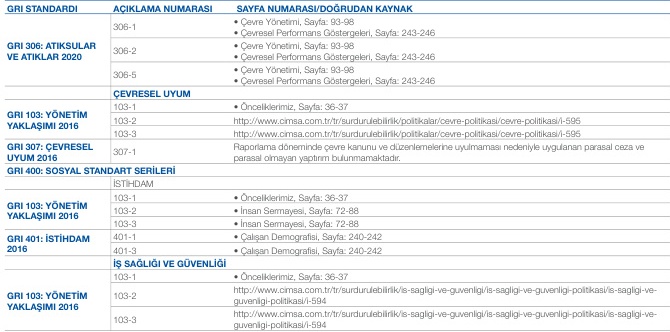 GRI STANDARDI AÇIKLAMA NUMARASI SAYFA NUMARASI/DOĞRUDAN KAYNAK
GRI 306: ATIKSULAR VE ATIKLAR 2020
306-1
• Çevre Yönetimi, Sayfa: 93-98
• Çevresel Performans Göstergeleri, Sayfa: 243-246
306-2
• Çevre Yönetimi, Sayfa: 93-98
• Çevresel Performans Göstergeleri, Sayfa: 243-246
306-5
• Çevre Yönetimi, Sayfa: 93-98
• Çevresel Performans Göstergeleri, Sayfa: 243-246
ÇEVRESEL UYUM
GRI 103: YÖNETİM
YAKLAŞIMI 2016
103-1 • Önceliklerimiz, Sayfa: 36-37
103-2 http://www.cimsa.com.tr/tr/surdurulebilirlik/politikalar/cevre-politikasi/cevre-politikasi/i-595
103-3 http://www.cimsa.com.tr/tr/surdurulebilirlik/politikalar/cevre-politikasi/cevre-politikasi/i-595
GRI 307: ÇEVRESEL
UYUM 2016
307-1
Raporlama döneminde çevre kanunu ve düzenlemelerine uyulmaması nedeniyle uygulanan parasal ceza ve
parasal olmayan yaptırım bulunmamaktadır.
GRI 400: SOSYAL STANDART SERİLERİ
İSTİHDAM
GRI 103: YÖNETİM
YAKLAŞIMI 2016
103-1 • Önceliklerimiz, Sayfa: 36-37
103-2 • İnsan Sermayesi, Sayfa: 72-88
103-3 • İnsan Sermayesi, Sayfa: 72-88
GRI 401: İSTİHDAM
2016
401-1 • Çalışan Demografisi, Sayfa: 240-242
401-3 • Çalışan Demografisi, Sayfa: 240-242
İŞ SAĞLIĞI VE GÜVENLİĞİ
GRI 103: YÖNETİM
YAKLAŞIMI 2016
103-1 • Önceliklerimiz, Sayfa: 36-37
103-2
http://www.cimsa.com.tr/tr/surdurulebilirlik/is-sagligi-ve-guvenligi/is-sagligi-ve-guvenligi-politikasi/is-sagligi-ve-
guvenligi-politikasi/i-594
103-3
http://www.cimsa.com.tr/tr/surdurulebilirlik/is-sagligi-ve-guvenligi/is-sagligi-ve-guvenligi-politikasi/is-sagligi-ve-
guvenligi-politikasi/i-594